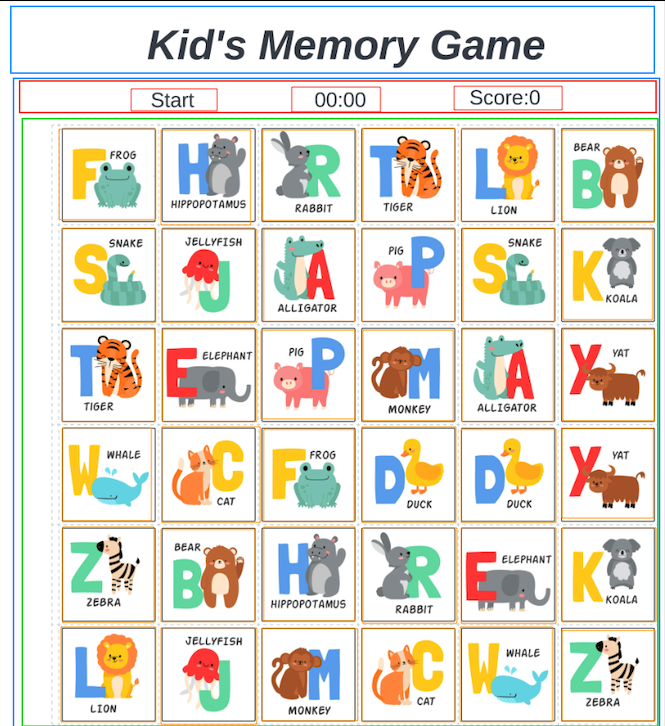 Kid's Memory Game
Start
00:00
Score:0
F FROG
H HIPPOPOTAMUS
R RABBIT
T TIGER
L LION
B BEAR
S SNAKE
J JELLYFISH
A ALLIGATOR
P PIG
S SNAKE
K KOALA
T TIGER
E ELEPHANT
P PIG
M MONKEY
A ALLIGATOR
X YAT
W WHALE
C CAT
F FROG
D DUCK
D DUCK
X YAT
Z ZEBRA
B BEAR
H HIPPOPOTAMUS
R RABBIT
E ELEPHANT
K KOALA
L LION
J JELLYFISH
M MONKEY
C CAT
W WHALE
Z ZEBRA